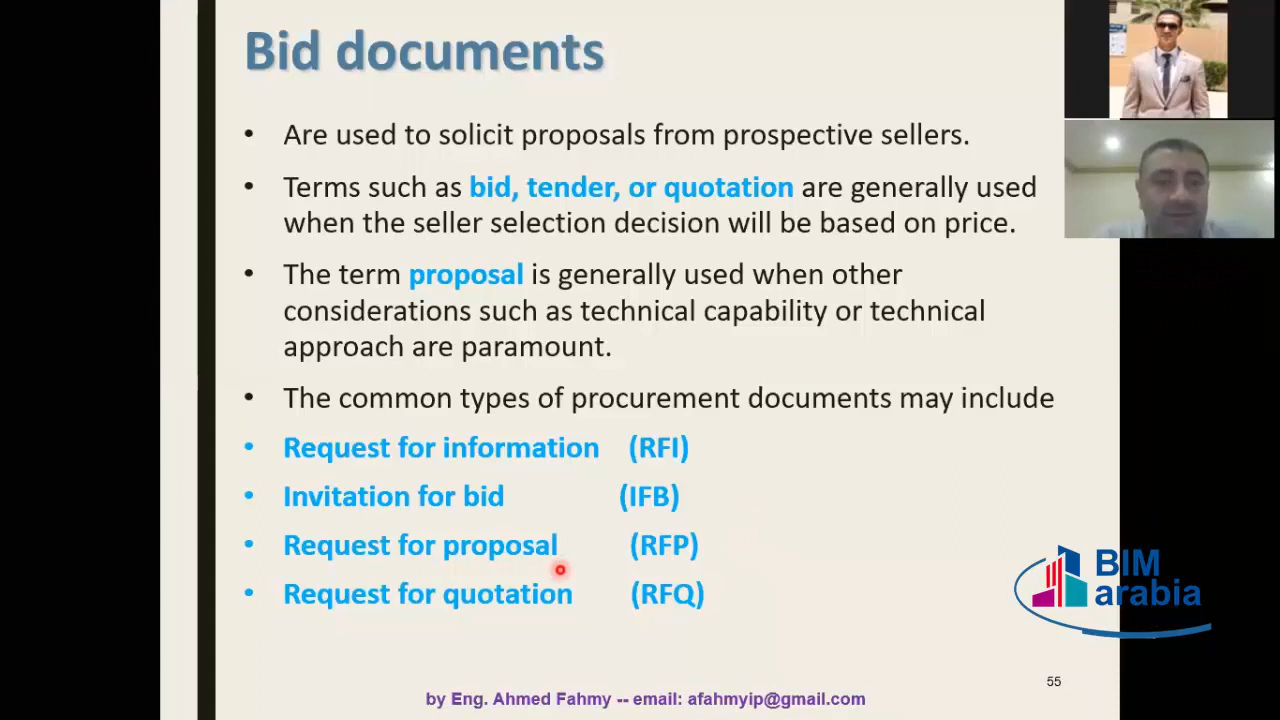 Bid documents
• Are used to solicit proposals from prospective sellers.
• Terms such as bid, tender, or quotation are generally used
when the seller selection decision will be based on price.
• The term proposal is generally used when other
considerations such as technical capability or technical
approach are paramount.
• The common types of procurement documents may include
• Request for information (RFI)
• Invitation for bid (IFB)
• Request for proposal (RFP)
• Request for quotation (RFQ)
BIM
arabia
55
by Eng. Ahmed Fahmy -- email: afahmyip@gmail.com